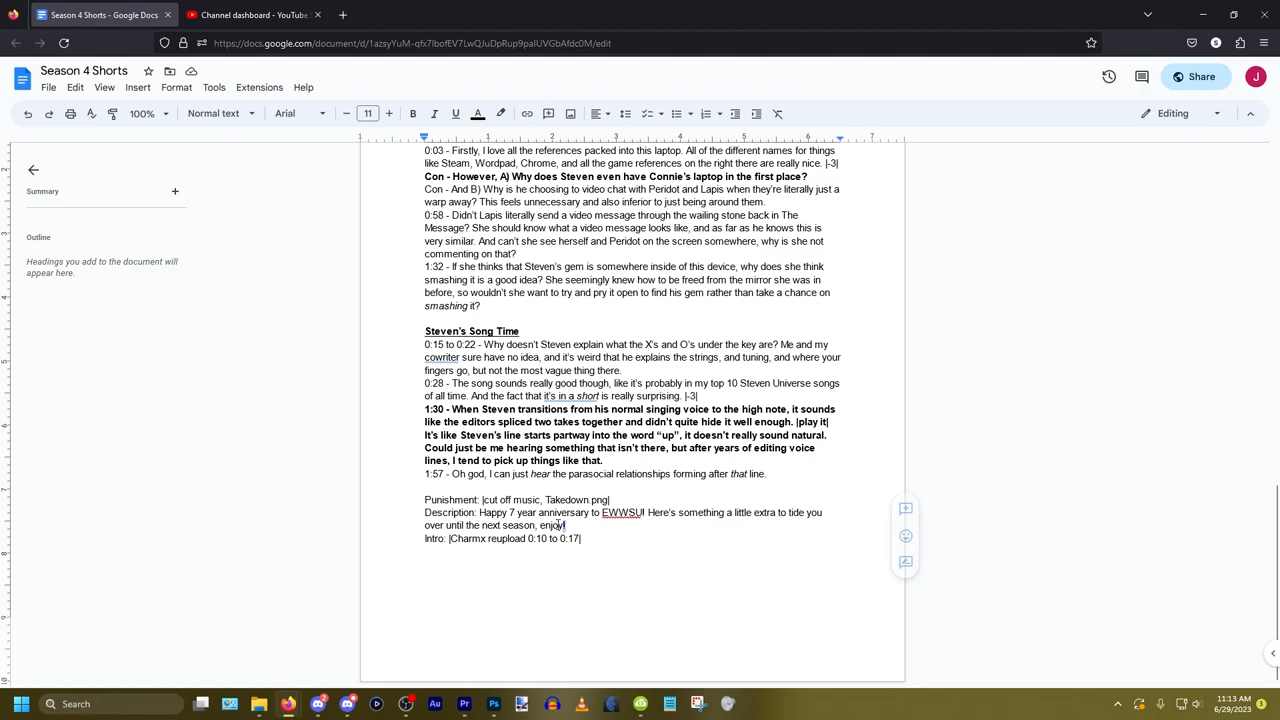 Season 4 Shorts - Google Docs
Channel dashboard - YouTube S
https://docs.google.com/document/d/1azsyYuM-qfx7lbofEV7LwQJuDpRup9paIUVGbAfdc0M/edit
Season 4 Shorts
File Edit View Insert Format Tools Extensions Help
Share
J
100% Normal text Arial 11 Editing
1 1 2 3 4 5 6 7
Summary
Outline
Headings you add to the document will
appear here.
0:03 - Firstly, I love all the references packed into this laptop. All of the different names for things
like Steam, Wordpad, Chrome, and all the game references on the right there are really nice. |-3|
Con - However, A) Why does Steven even have Connie's laptop in the first place?
Con - And B) Why is he choosing to video chat with Peridot and Lapis when they're literally just a
warp away? This feels unnecessary and also inferior to just being around them.
0:58 - Didn't Lapis literally send a video message through the wailing stone back in The
Message? She should know what a video message looks like, and as far as he knows this is
very similar. And can't she see herself and Peridot on the screen somewhere, why is she not
commenting on that?
1:32 - If she thinks that Steven's gem is somewhere inside of this device, why does she think
smashing it is a good idea? She seemingly knew how to be freed from the mirror she was in
before, so wouldn't she want to try and pry it open to find his gem rather than take a chance on
smashing it?
Steven's Song Time
0:15 to 0:22 - Why doesn't Steven explain what the X's and O's under the key are? Me and my
cowriter sure have no idea, and it's weird that he explains the strings, and tuning, and where your
fingers go, but not the most vague thing there.
0:28 - The song sounds really good though, like it's probably in my top 10 Steven Universe songs
of all time. And the fact that it's in a short is really surprising. |-3|
1:30 - When Steven transitions from his normal singing voice to the high note, it sounds
like the editors spliced two takes together and didn't quite hide it well enough. |play it|
It's like Steven's line starts partway into the word "up", it doesn't really sound natural.
Could just be me hearing something that isn't there, but after years of editing voice
lines, I tend to pick up things like that.
1:57 - Oh god, I can just hear the parasocial relationships forming after that line.
Punishment: |cut off music, Takedown.png|
Description: Happy 7 year anniversary to EWWSU! Here's something a little extra to tide you
over until the next season, enjoy!
Intro: |Charmx reupload 0:10 to 0:17|
Search
11:13 AM
6/29/2023